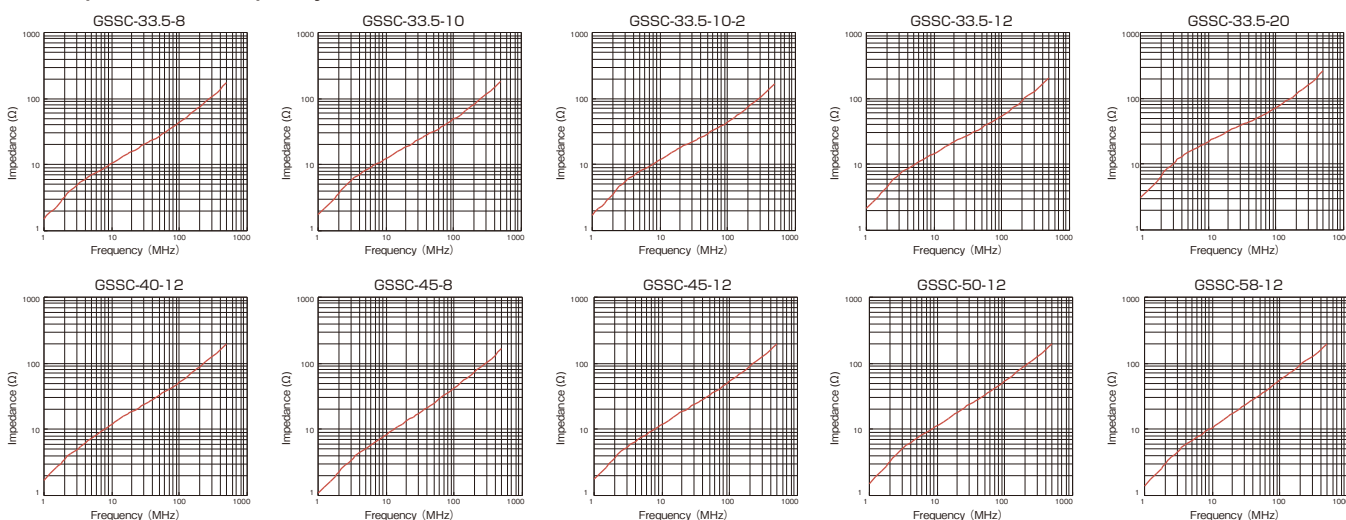 GSSC-33.5-8
1000
100
10
1
Impedance (Ω)
1
10
100
1000
Frequency (MHz)
GSSC-33.5-10
1000
100
10
1
Impedance (Ω)
1
10
100
1000
Frequency (MHz)
GSSC-33.5-10-2
1000
100
10
1
Impedance (Ω)
1
10
100
1000
Frequency (MHz)
GSSC-33.5-12
1000
100
10
1
Impedance (Ω)
1
10
100
1000
Frequency (MHz)
GSSC-33.5-20
1000
100
10
1
Impedance (Ω)
1
10
100
1000
Frequency (MHz)
GSSC-40-12
1000
100
10
1
Impedance (Ω)
1
10
100
1000
Frequency (MHz)
GSSC-45-8
1000
100
10
1
Impedance (Ω)
1
10
100
1000
Frequency (MHz)
GSSC-45-12
1000
100
10
1
Impedance (Ω)
1
10
100
1000
Frequency (MHz)
GSSC-50-12
1000
100
10
1
Impedance (Ω)
1
10
100
1000
Frequency (MHz)
GSSC-58-12
1000
100
10
1
Impedance (Ω)
1
10
100
Frequency (MHz)